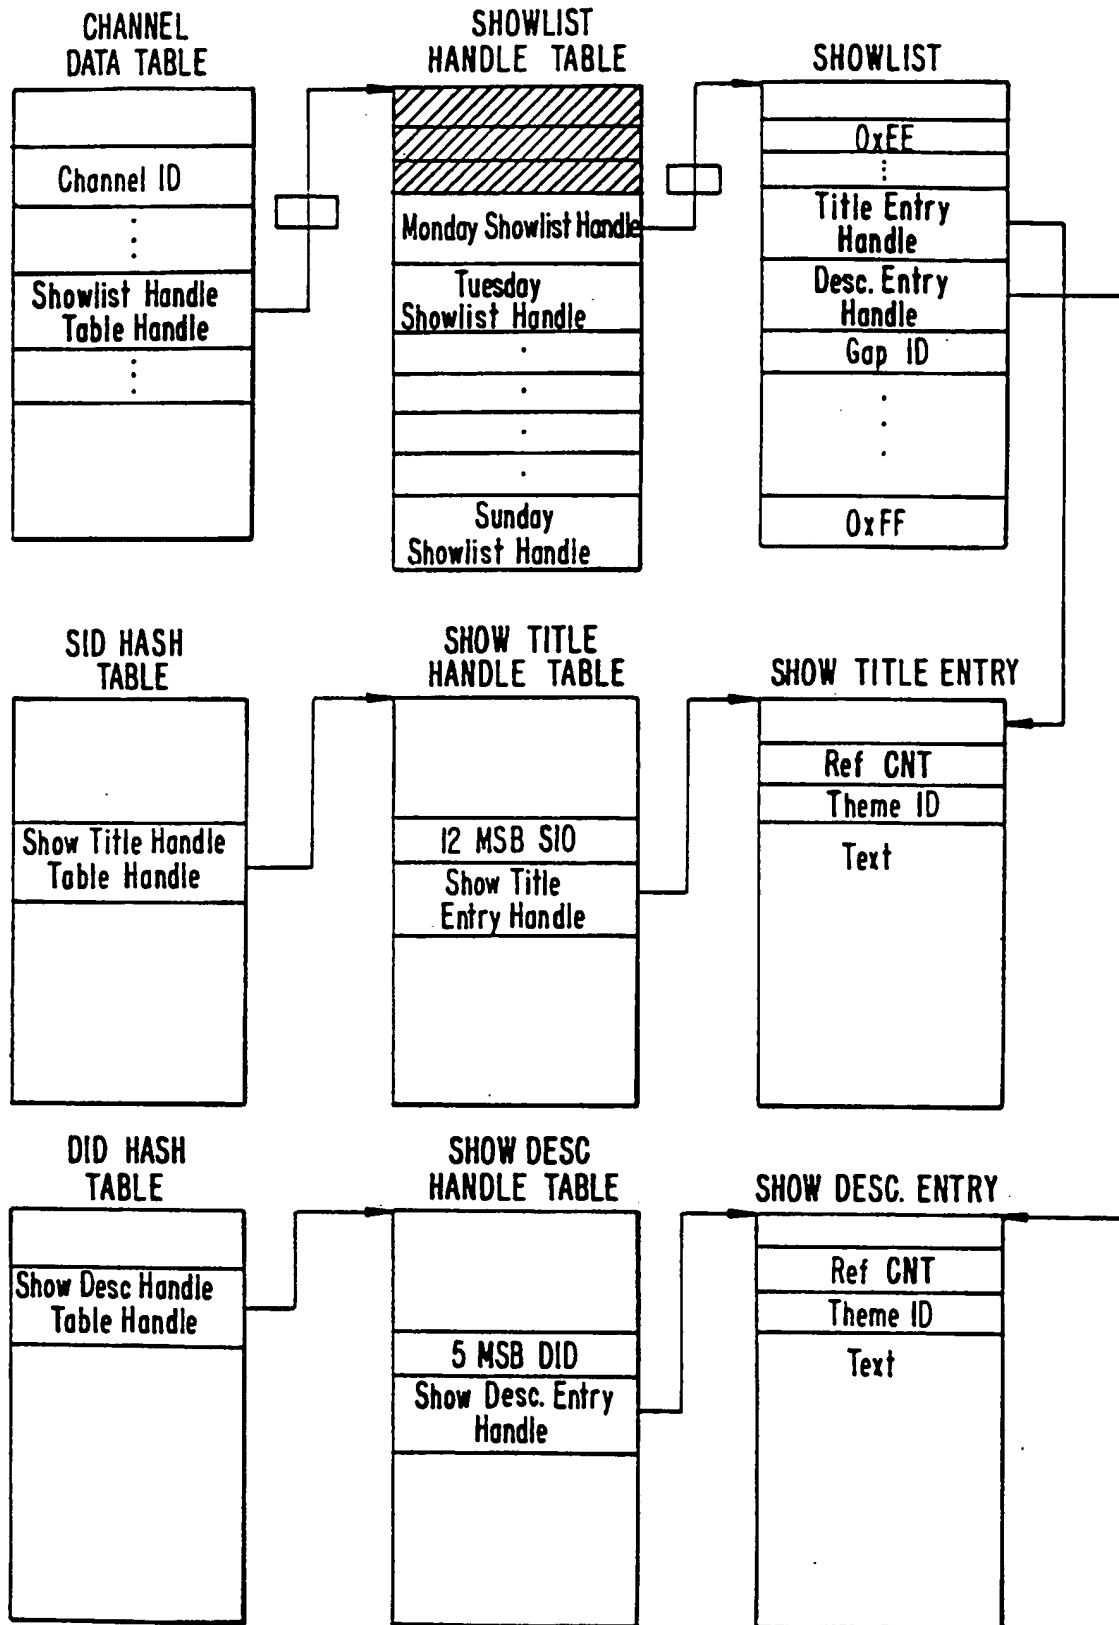 CHANNEL
DATA TABLE
Channel ID
Showlist Handle
Table Handle
SHOWLIST
HANDLE TABLE
Monday Showlist Handle
Tuesday
Showlist Handle
Sunday
Showlist Handle
SHOWLIST
0xEE
Title Entry
Handle
Desc. Entry
Handle
Gap ID
0xFF
SID HASH
TABLE
Show Title Handle
Table Handle
SHOW TITLE
HANDLE TABLE
12 MSB SIO
Show Title
Entry Handle
SHOW TITLE ENTRY
Ref CNT
Theme ID
Text
DID HASH
TABLE
Show Desc Handle
Table Handle
SHOW DESC
HANDLE TABLE
5 MSB DID
Show Desc. Entry
Handle
SHOW DESC. ENTRY
Ref CNT
Theme ID
Text